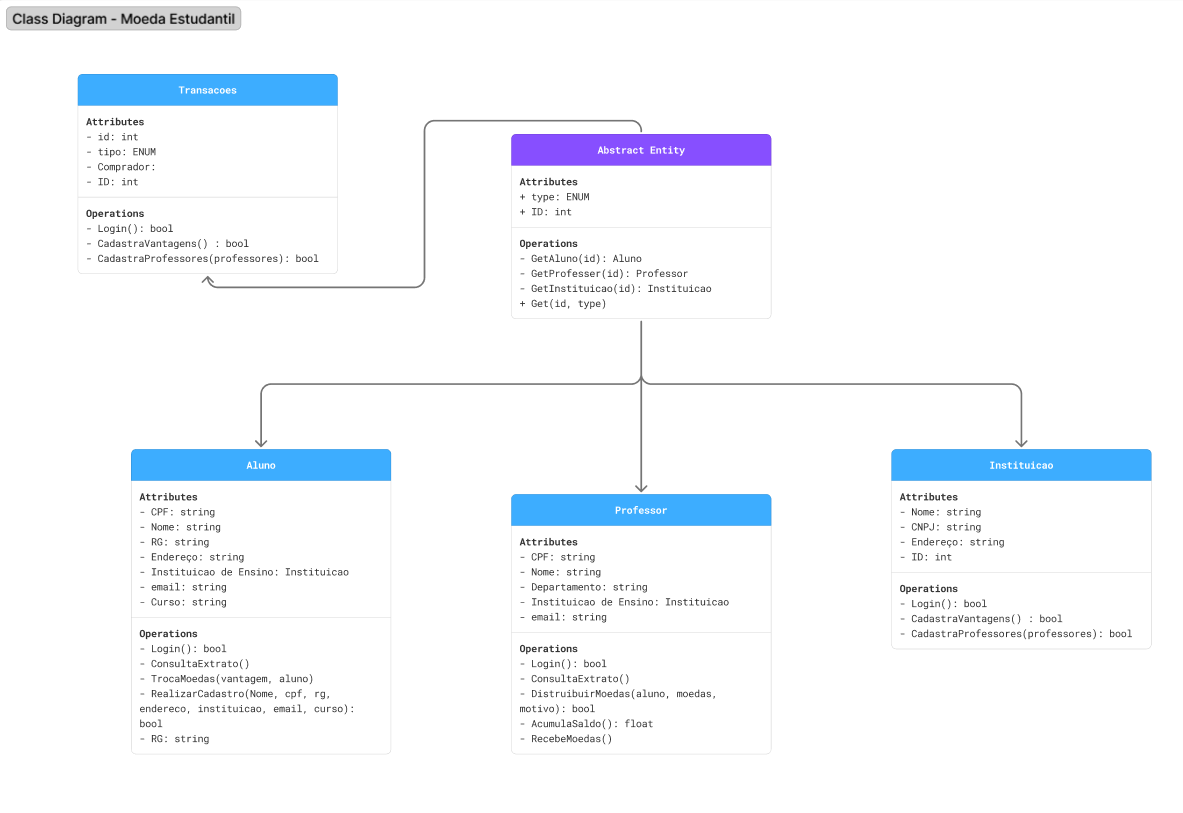 Class Diagram - Moeda Estudantil
Transacoes
Attributes
- id: int
- tipo: ENUM
- Comprador:
- ID: int
Operations
- Login(): bool
- CadastraVantagens() : bool
- CadastraProfessores(professores): bool
Abstract Entity
Attributes
+ type: ENUM
+ ID: int
Operations
- GetAluno(id): Aluno
- GetProfesser(id): Professor
- GetInstituicao(id): Instituicao
+ Get(id, type)
Aluno
Attributes
- CPF: string
- Nome: string
- RG: string
- Endereço: string
- Instituicao de Ensino: Instituicao
- email: string
- Curso: string
Operations
- Login(): bool
- ConsultaExtrato()
- TrocaMoedas(vantagem, aluno)
- RealizarCadastro(Nome, cpf, rg,
endereco, instituicao, email, curso):
bool
- RG: string
Professor
Attributes
- CPF: string
- Nome: string
- Departamento: string
- Instituicao de Ensino: Instituicao
- email: string
Operations
- Login(): bool
- ConsultaExtrato()
- DistruibuirMoedas(aluno, moedas,
motivo): bool
- AcumulaSaldo(): float
- RecebeMoedas()
Instituicao
Attributes
- Nome: string
- CNPJ: string
- Endereço: string
- ID: int
Operations
- Login(): bool
- CadastraVantagens() : bool
- CadastraProfessores(professores): bool